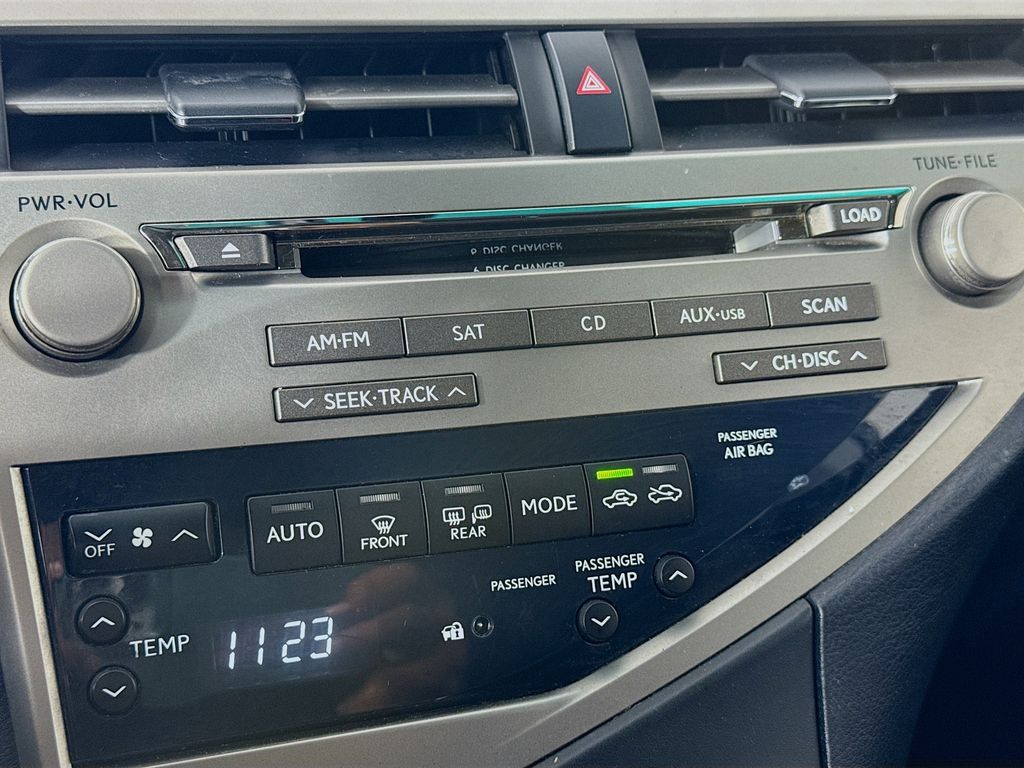 PWR·VOL
TUNE·FILE
LOAD
6 DISC CHANGER
AM·FM
SAT
CD
AUX·USB
SCAN
SEEK·TRACK
CH·DISC
PASSENGER
AIR BAG
OFF
AUTO
FRONT
REAR
MODE
PASSENGER
PASSENGER
TEMP
TEMP
1123